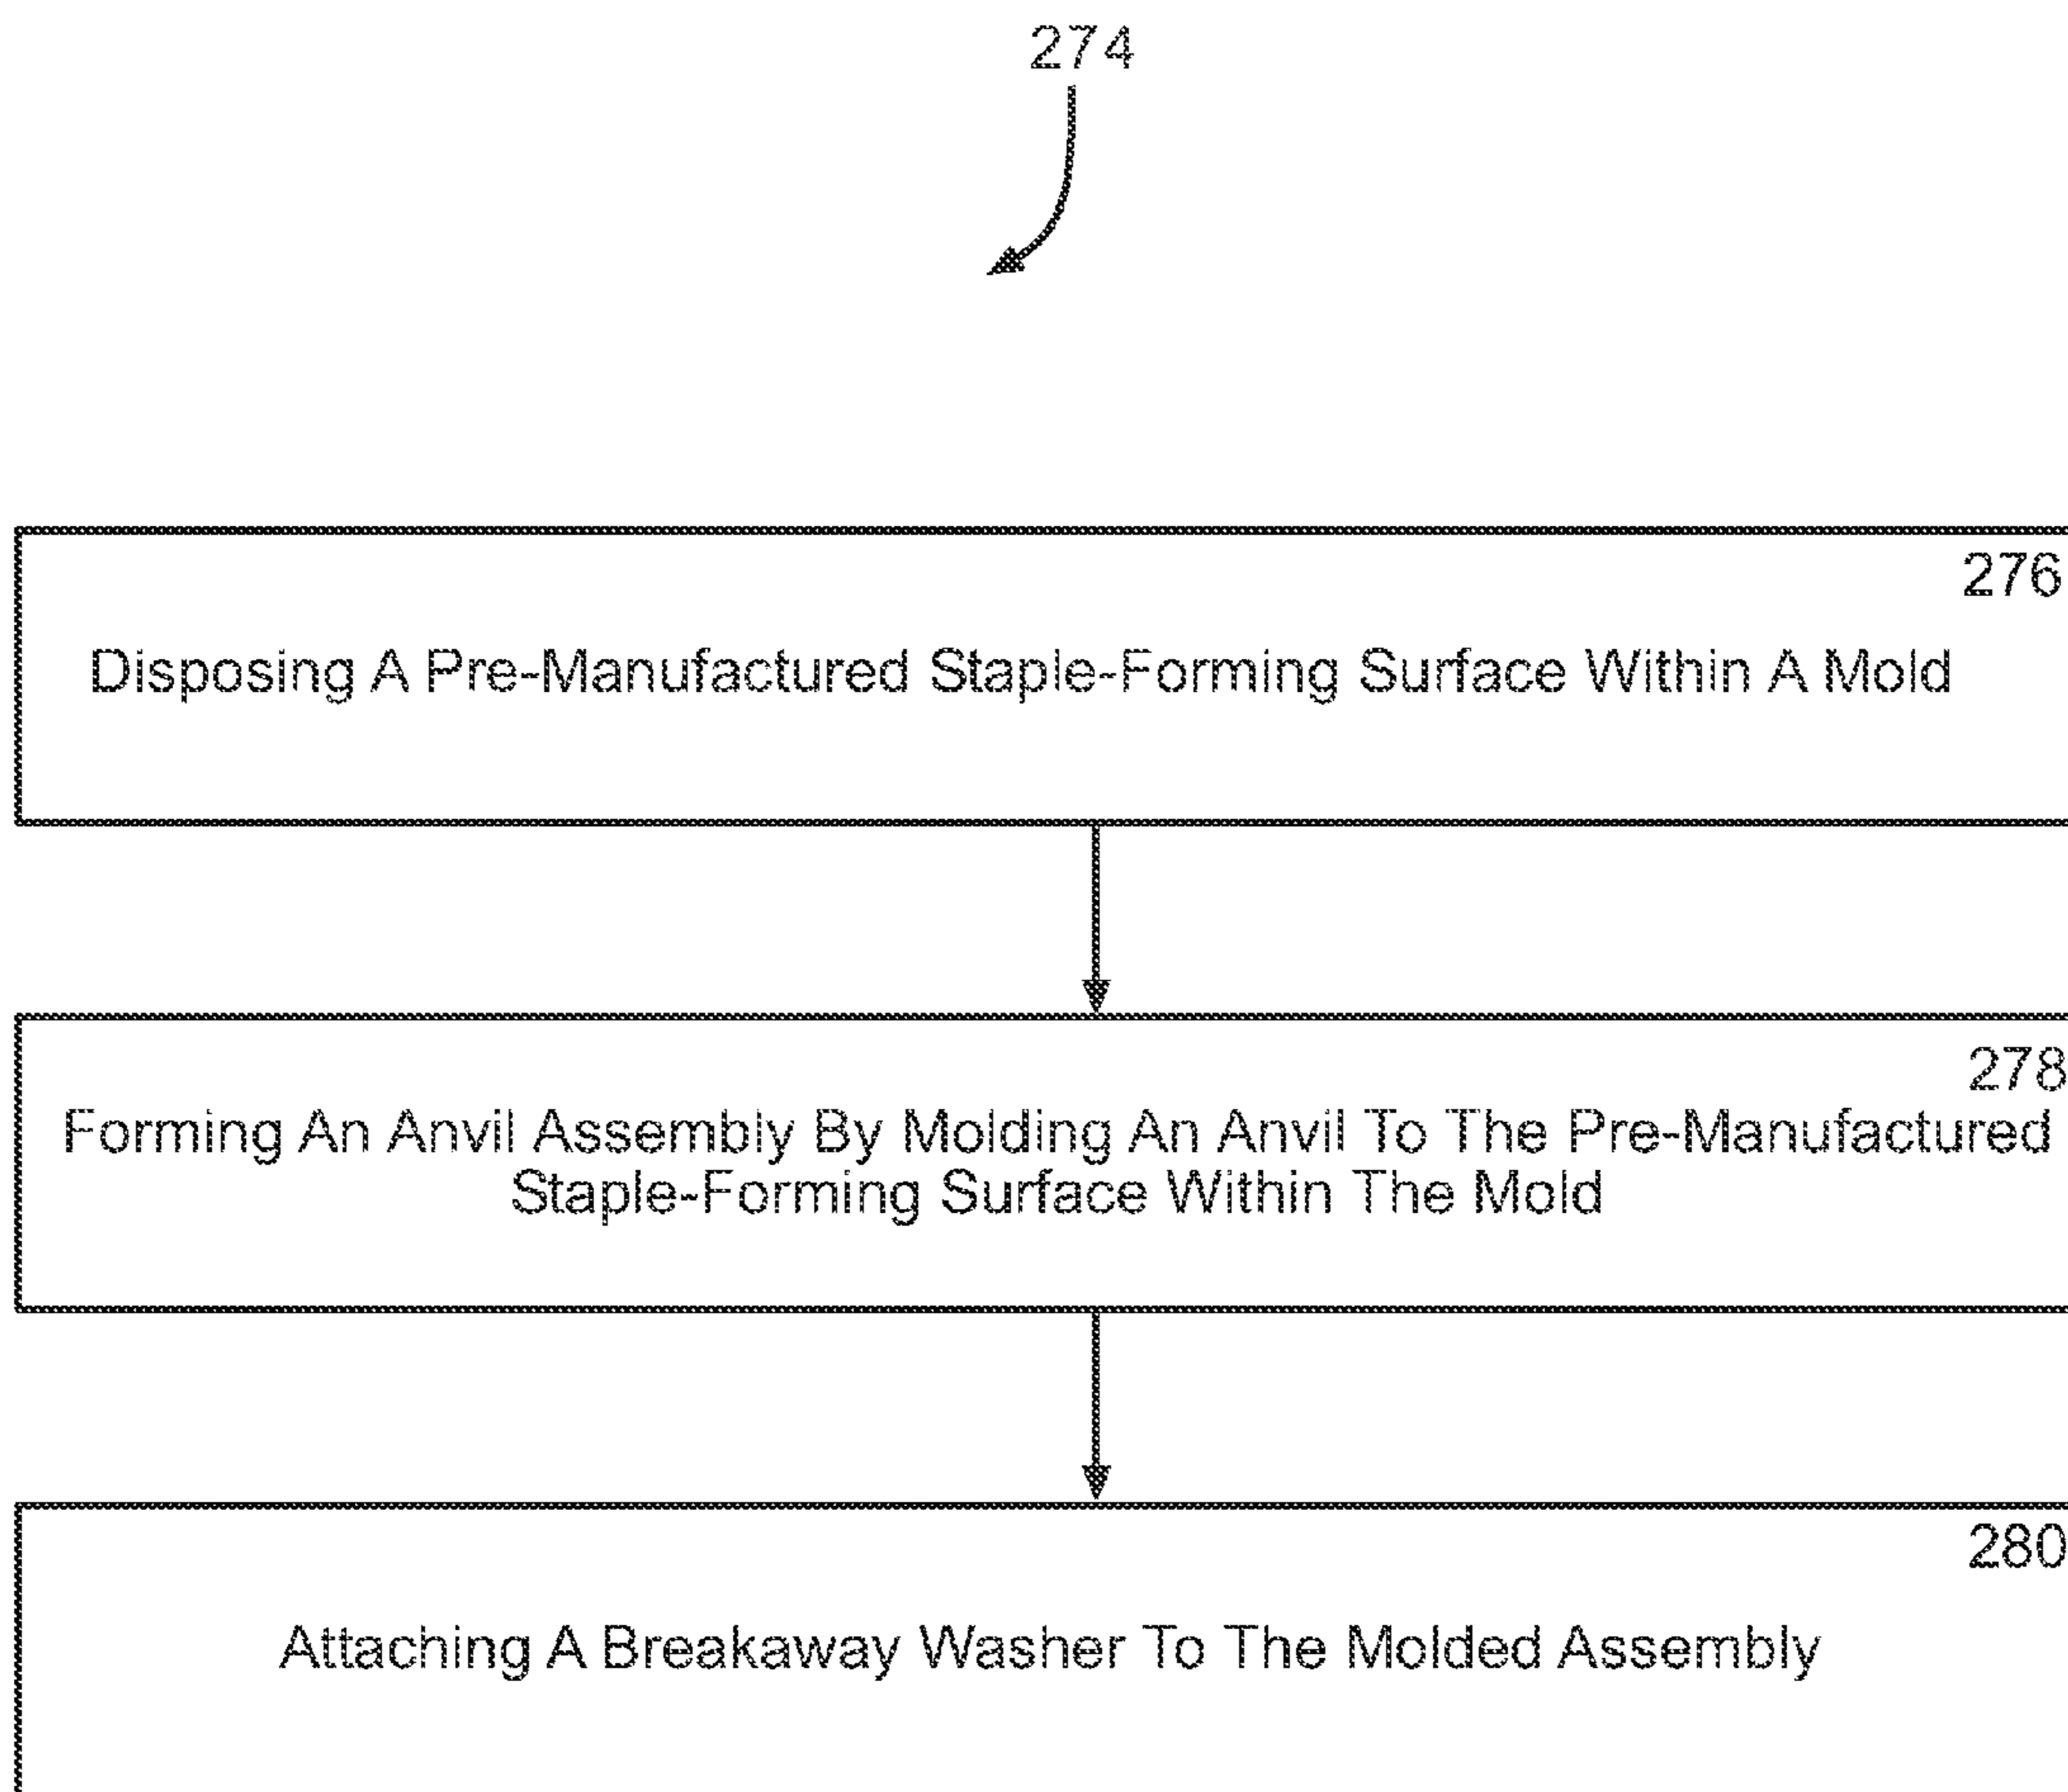 274
276
Disposing A Pre-Manufactured Staple-Forming Surface Within A Mold
278
Forming An Anvil Assembly By Molding An Anvil To The Pre-Manufactured
Staple-Forming Surface Within The Mold
280
Attaching A Breakaway Washer To The Molded Assembly